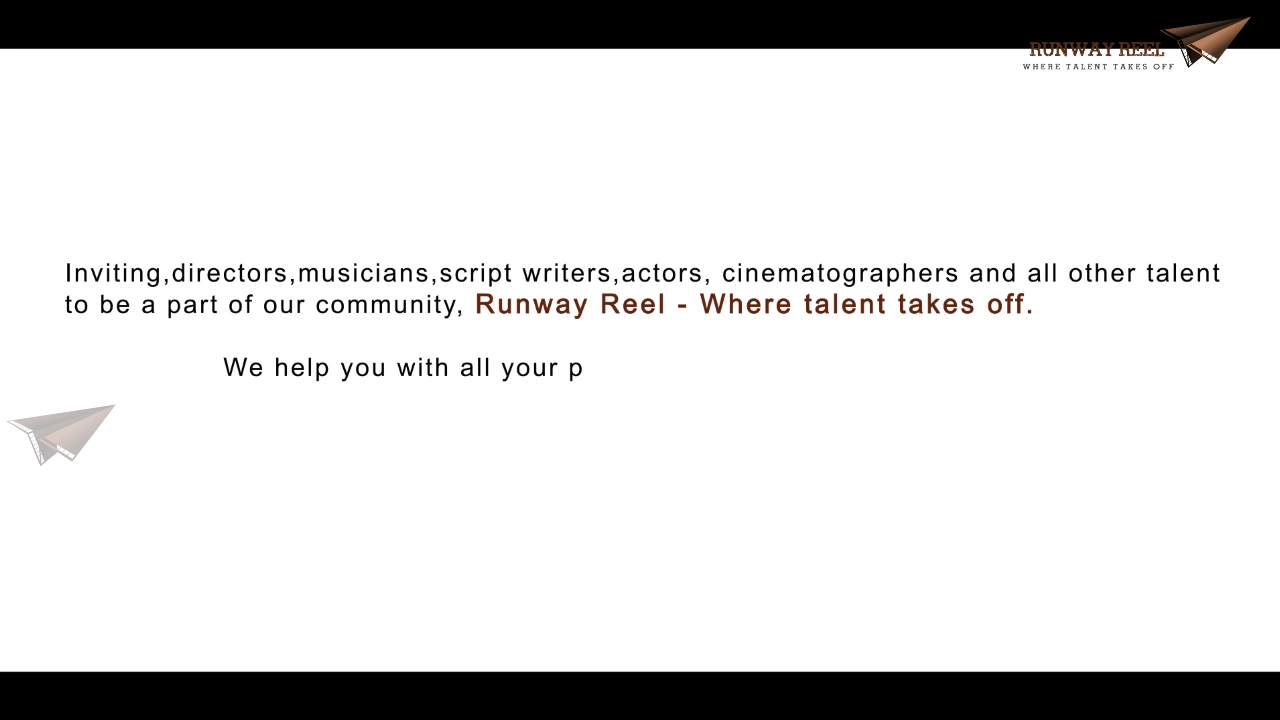 RUNWAY REEL
WHERE TALENT TAKES OFF
Inviting,directors,musicians,script writers,actors, cinematographers and all other talent
to be a part of our community, Runway Reel - Where talent takes off.
We help you with all your p